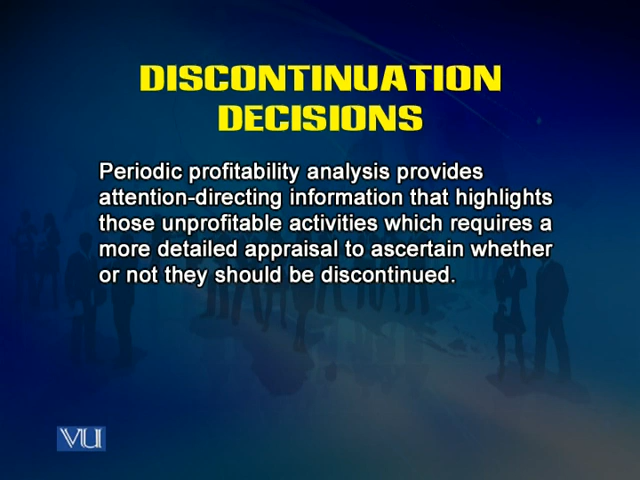 DISCONTINUATION
DECISIONS
Periodic profitability analysis provides
attention-directing information that highlights
those unprofitable activities which requires a
more detailed appraisal to ascertain whether
or not they should be discontinued.
VU